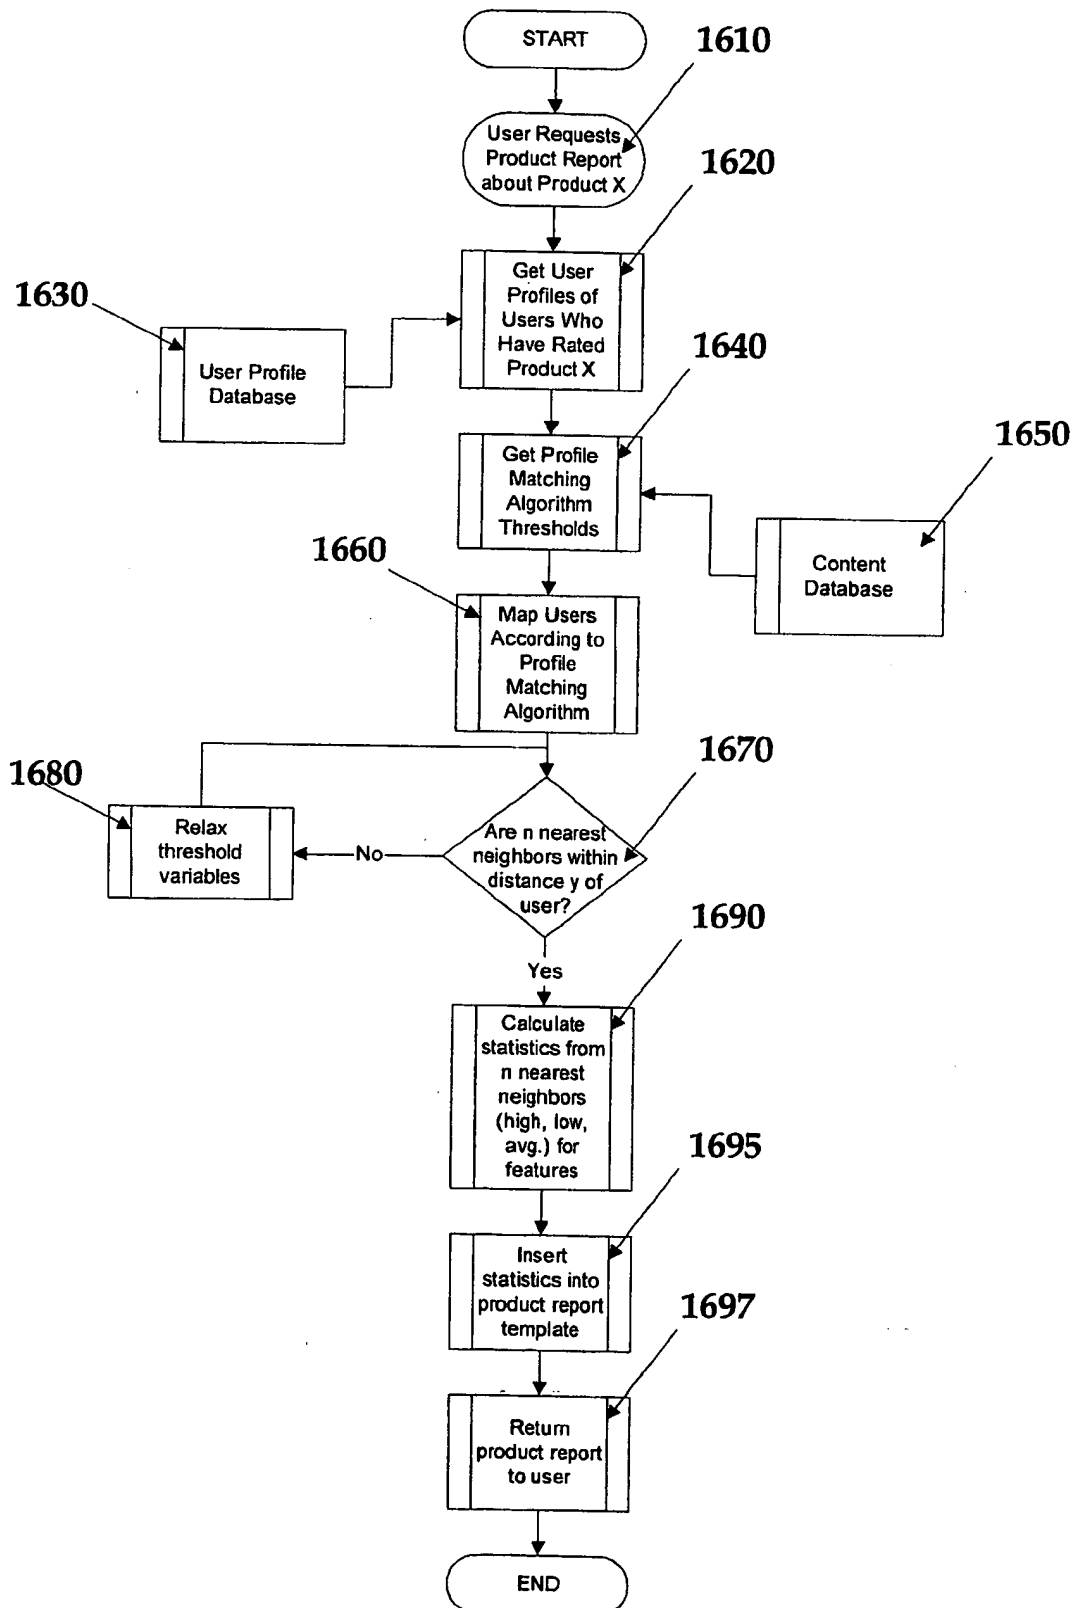 START
1610
User Requests
Product Report
about Product X
1620
Get User
Profiles of
Users Who
Have Rated
Product X
1630
User Profile
Database
1640
Get Profile
Matching
Algorithm
Thresholds
1650
Content
Database
1660
Map Users
According to
Profile
Matching
Algorithm
1670
Are n nearest
neighbors within
distance y of
user?
1680
Relax
threshold
variables
No
Yes
1690
Calculate
statistics from
n nearest
neighbors
(high, low,
avg.) for
features
1695
Insert
statistics into
product report
template
1697
Return
product report
to user
END